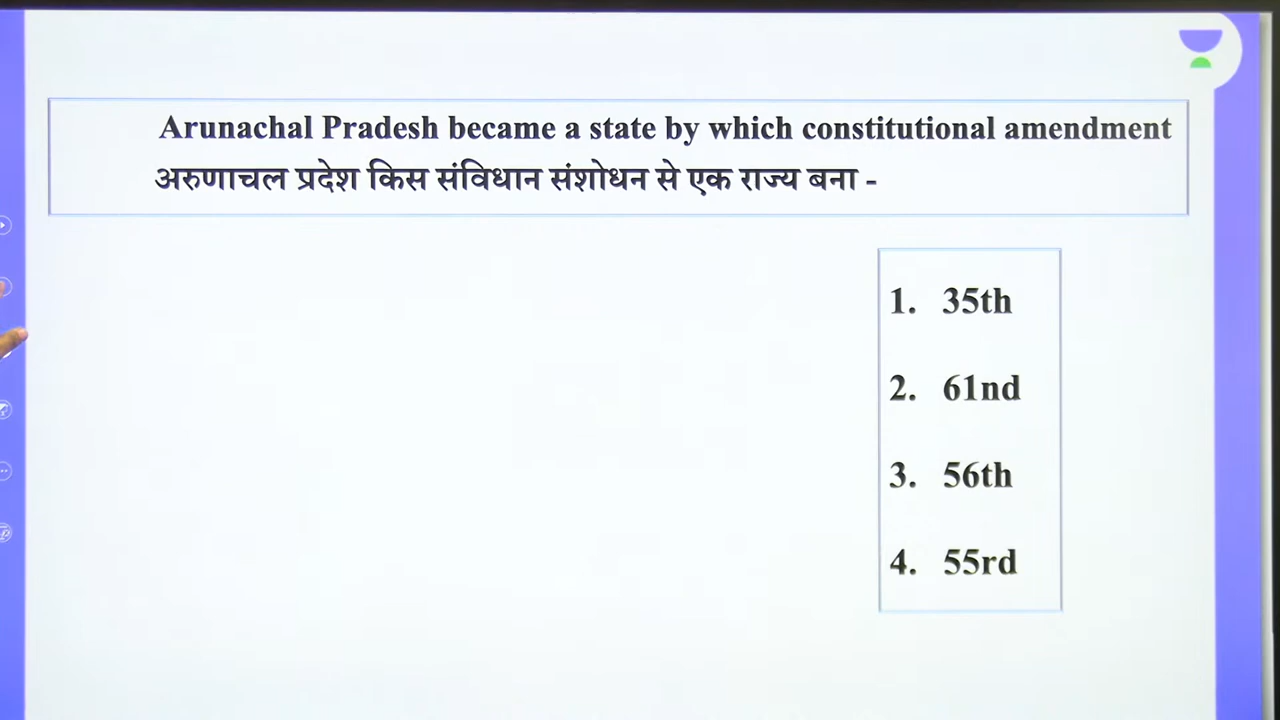 Arunachal Pradesh became a state by which constitutional amendment
अरुणाचल प्रदेश किस संविधान संशोधन से एक राज्य बना -
1. 35th
2. 61nd
3. 56th
4. 55rd